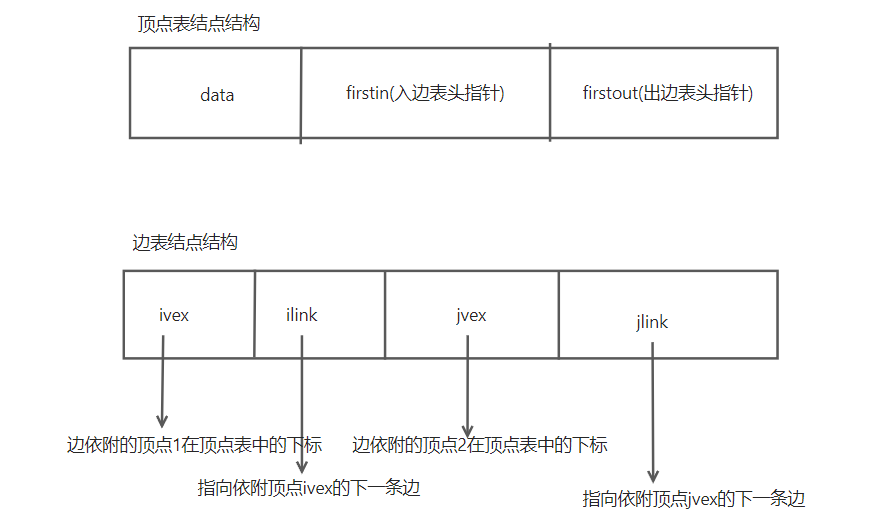 顶点表结点结构
data
firstin(入边表头指针)
firstout(出边表头指针)
边表结点结构
ivex
ilink
jvex
jlink
边依附的顶点1在顶点表中的下标
边依附的顶点2在顶点表中的下标
指向依附顶点ivex的下一条边
指向依附顶点jvex的下一条边